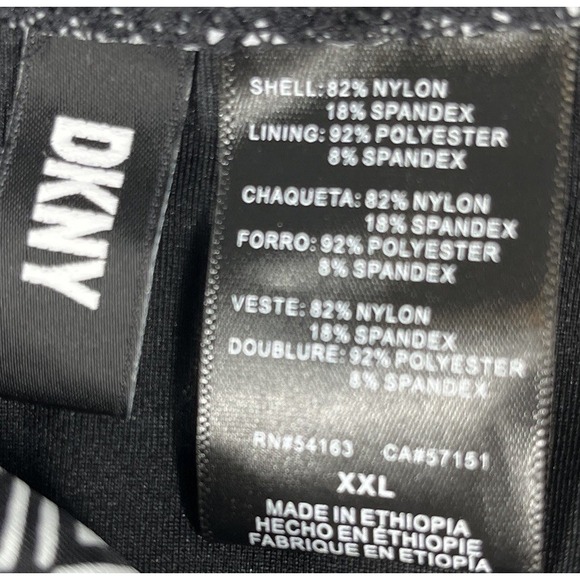 DKNY
SHELL: 82% NYLON
18% SPANDEX
LINING: 92% POLYESTER
8% SPANDEX
CHAQUETA: 82% NYLON
18% SPANDEX
FORRO: 92% POLYESTER
8% SPANDEX
VESTE: 82% NYLON
18% SPANDEX
DOUBLURE: 92% POLYESTER
8% SPANDEX
RN#54163 CA#57151
XXL
MADE IN ETHIOPIA
HECHO EN ÉTHIOPIE
FABRIQUE EN ETIOPÍA